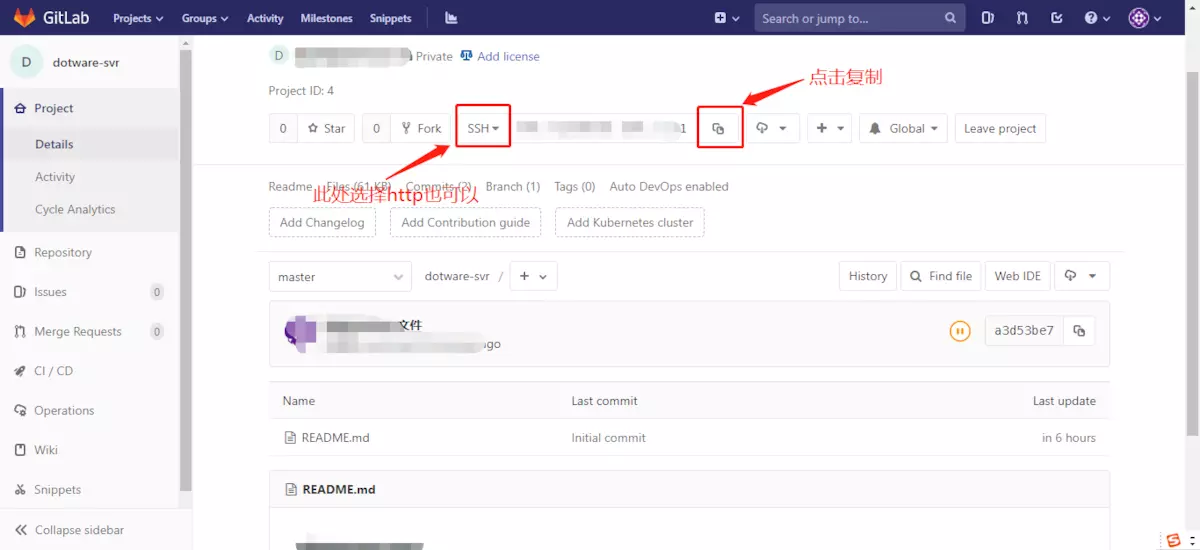 GitLab Projects Groups Activity Milestones Snippets Search or jump to...
D dotware-svr
Project
Details
Activity
Cycle Analytics
Repository
Issues 0
Merge Requests 0
CI / CD
Operations
Wiki
Snippets
Collapse sidebar
D Private Add license
点击复制
Project ID: 4
0 Star 0 Fork SSH 1 Global Leave project
此处选择http也可以
Readme Files (61 KB) Commits (2) Branch (1) Tags (0) Auto DevOps enabled
Add Changelog Add Contribution guide Add Kubernetes cluster
master dotware-svr / + History Find file Web IDE
文件
ago
a3d53be7
Name Last commit Last update
README.md Initial commit in 6 hours
README.md